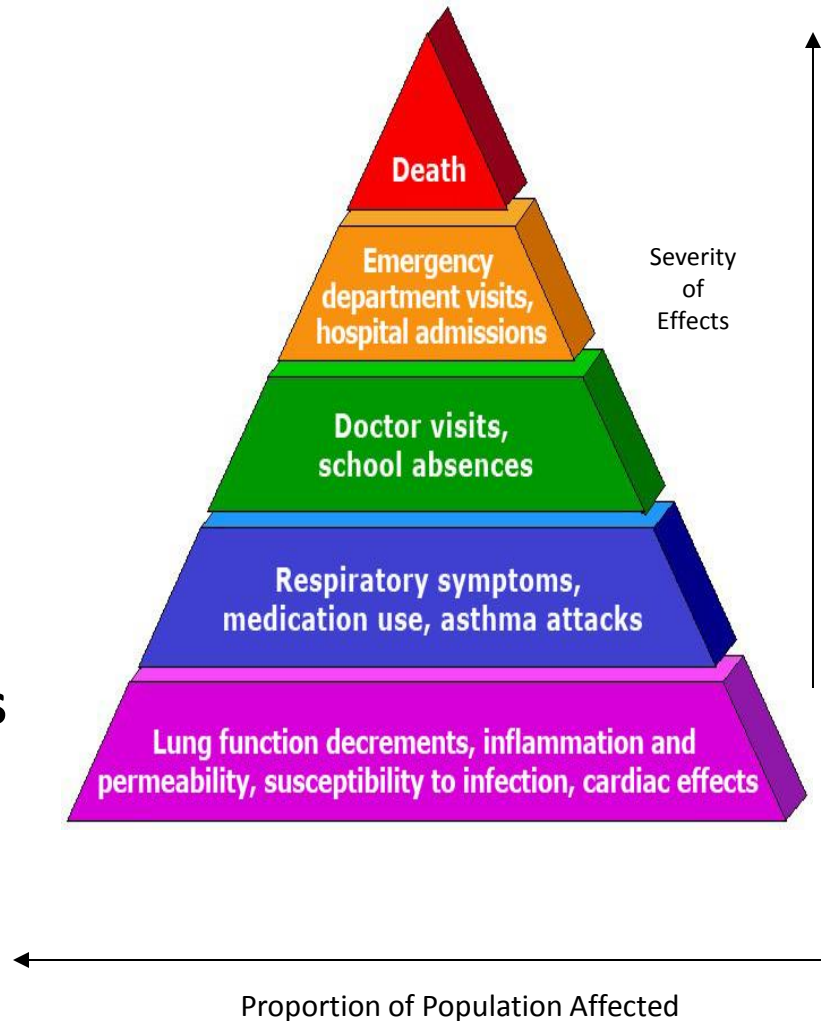 Death
Emergency
department visits,
hospital admissions
Severity
of
Effects
Doctor visits,
school absences
Respiratory symptoms,
medication use, asthma attacks
s
Lung function decrements, inflammation and
permeability, susceptibility to infection, cardiac effects
Proportion of Population Affected